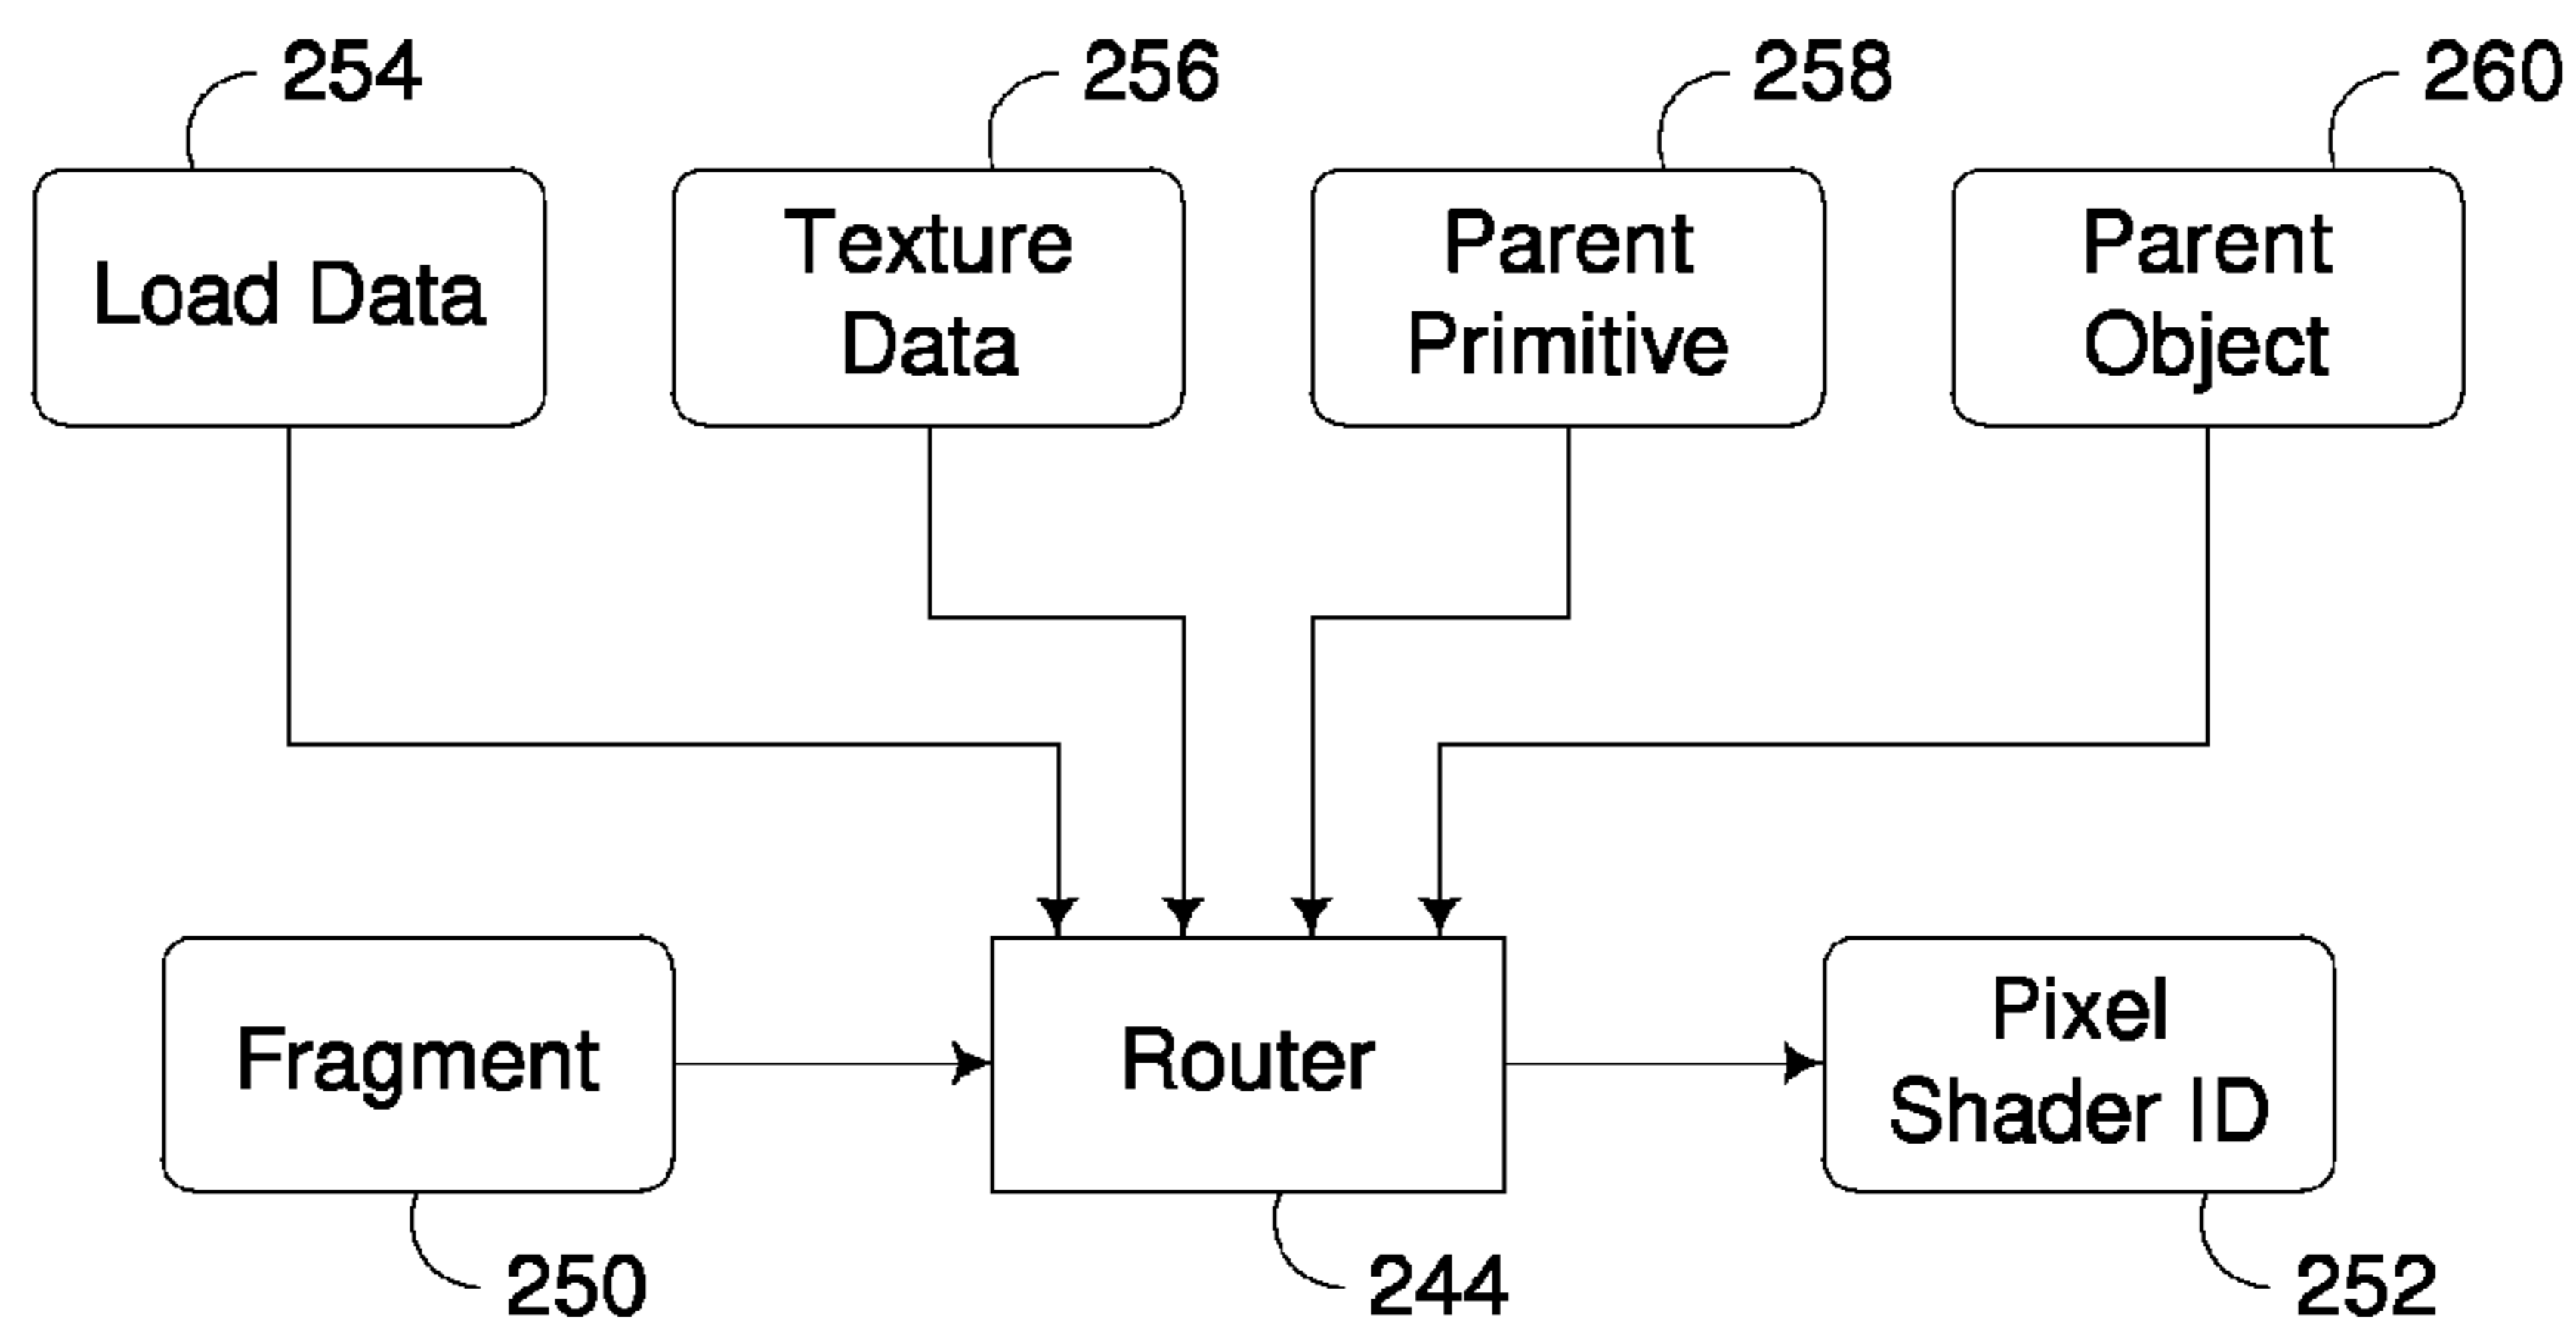 254
256
258
260
Load Data
Texture
Data
Parent
Primitive
Parent
Object
Fragment
Router
Pixel
Shader ID
250
244
252